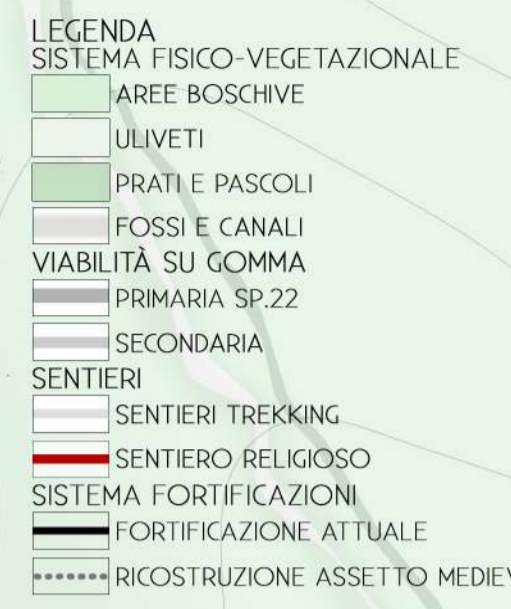 LEGENDA
SISTEMA FISICO-VEGETAZIONALE
AREE BOSCHIVE
ULIVETI
PRATI E PASCOLI
FOSSI E CANALI
VIABILITÀ SU GOMMA
PRIMARIA SP.22
SECONDARIA
SENTIERI
SENTIERI TREKKING
SENTIERO RELIGIOSO
SISTEMA FORTIFICAZIONI
FORTIFICAZIONE ATTUALE
RICOSTRUZIONE ASSETTO